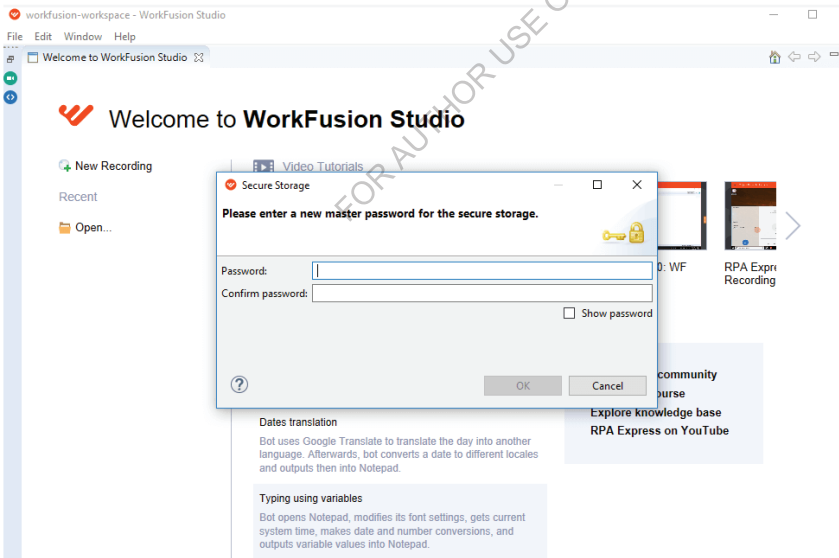 workfusion-workspace - WorkFusion Studio
File Edit Window Help
Welcome to WorkFusion Studio
Welcome to WorkFusion Studio
New Recording
Recent
Open...
Video Tutorials
Secure Storage
Please enter a new master password for the secure storage.
Password:
Confirm password:
Show password
OK
Cancel
0: WF
RPA Expre
Recording
community
urse
Explore knowledge base
RPA Express on YouTube
Dates translation
Bot uses Google Translate to translate the day into another
language. Afterwards, bot converts a date to different locales
and outputs then into Notepad.
Typing using variables
Bot opens Notepad, modifies its font settings, gets current
system time, makes date and number conversions, and
outputs variable values into Notepad.
FOR AUTHOR USE O